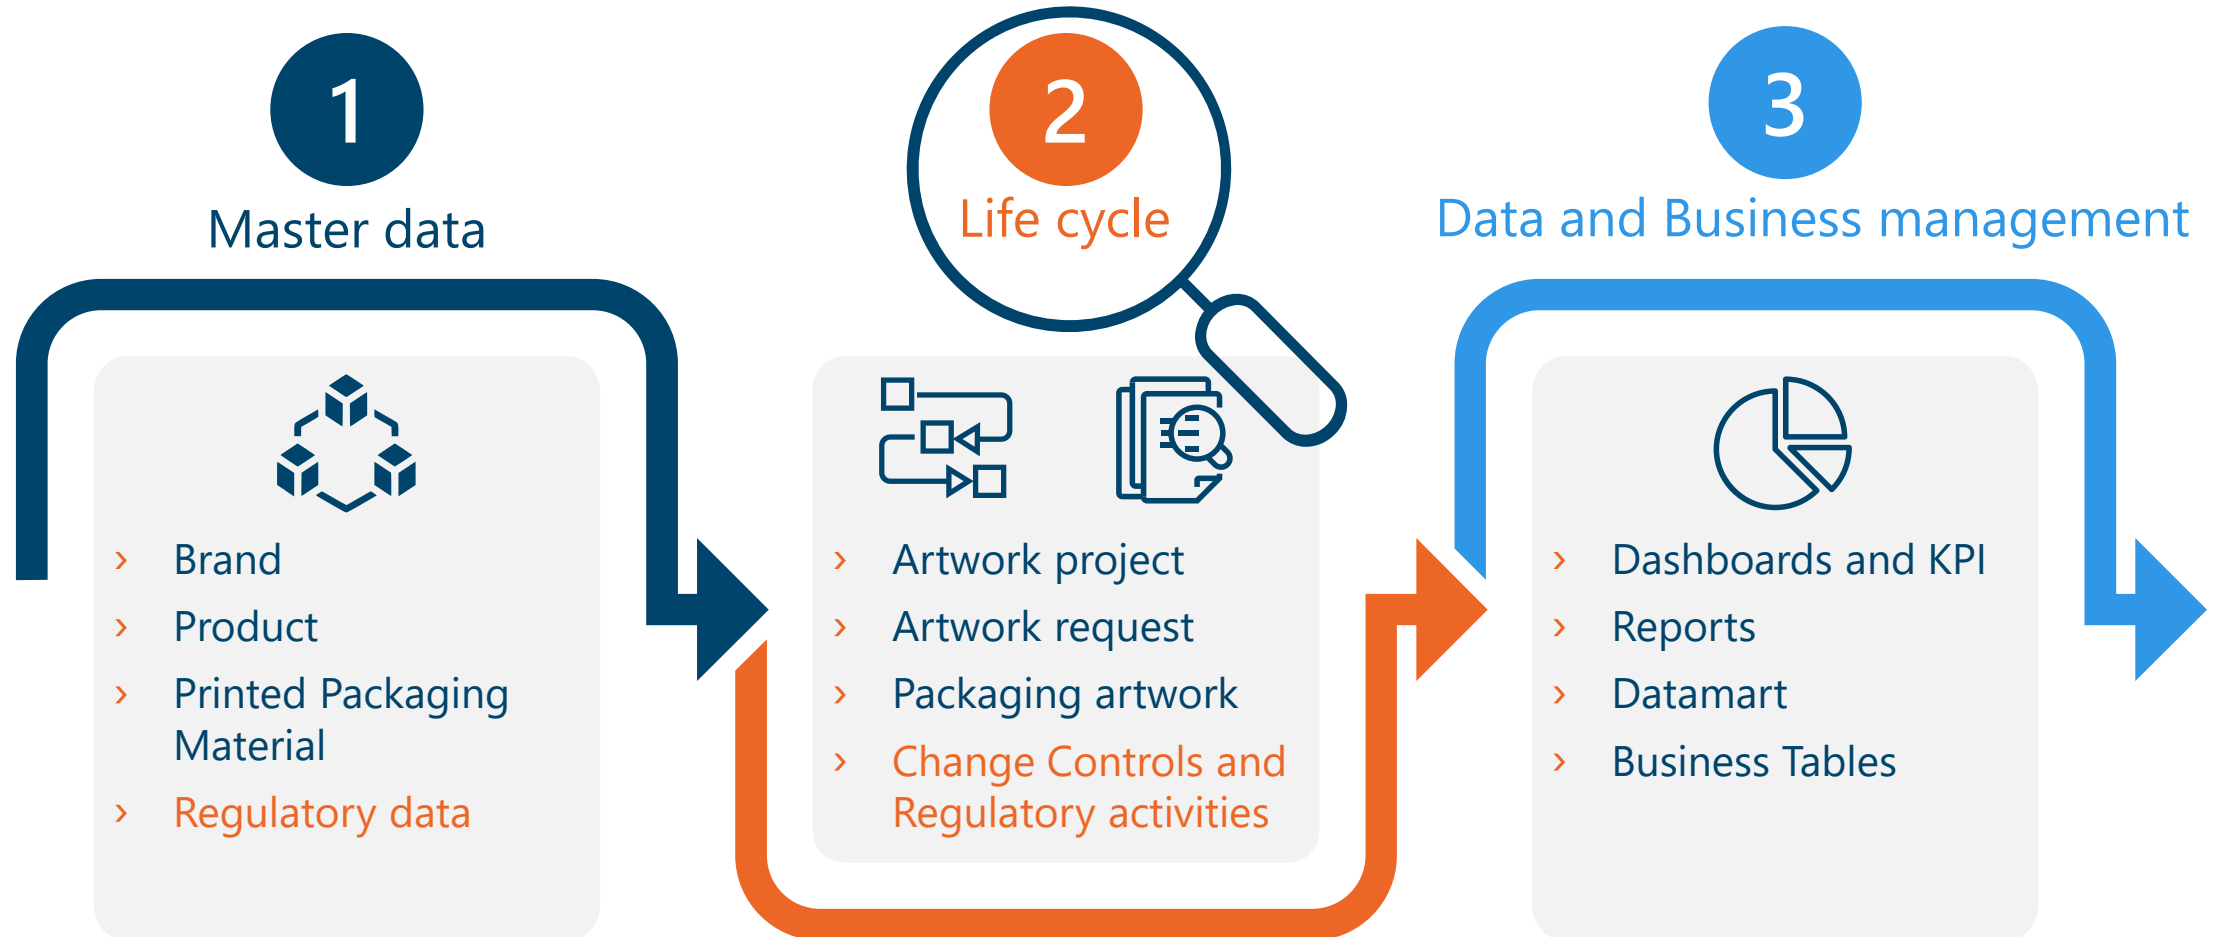 1
Master data
› Brand
› Product
› Printed Packaging
Material
› Regulatory data
2
Life cycle
› Artwork project
› Artwork request
› Packaging artwork
› Change Controls and
Regulatory activities
3
Data and Business management
› Dashboards and KPI
› Reports
› Datamart
› Business Tables